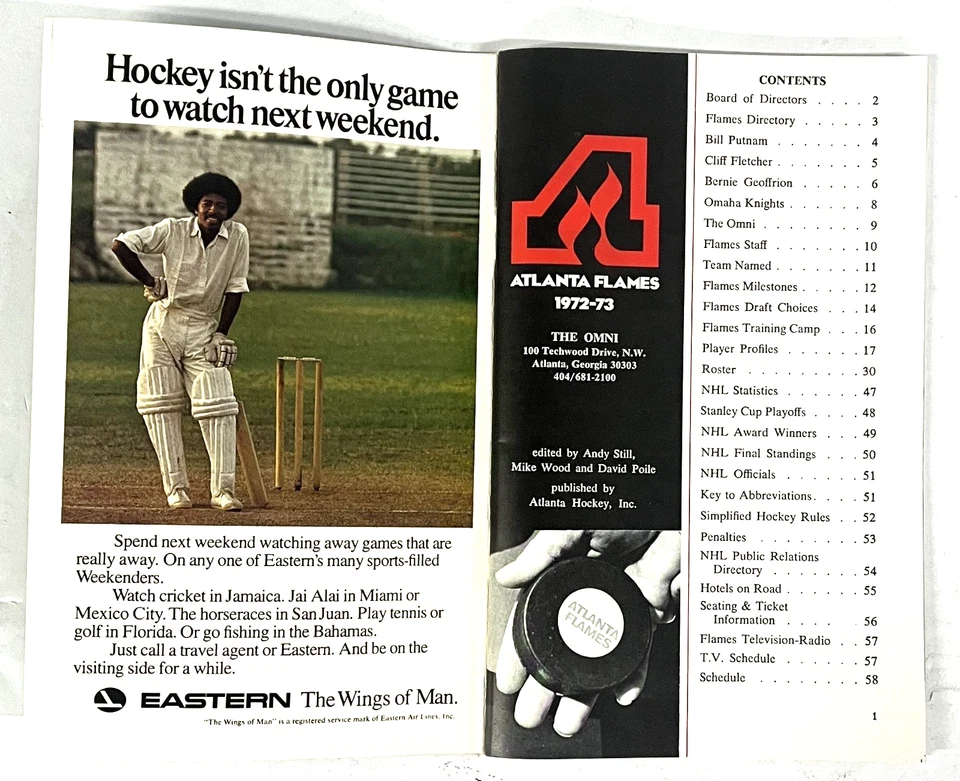 Hockey isn't the only game
to watch next weekend.
Spend next weekend watching away games that are
really away. On any one of Eastern's many sports-filled
Weekenders.
Watch cricket in Jamaica. Jai Alai in Miami or
Mexico City. The horseraces in San Juan. Play tennis or
golf in Florida. Or go fishing in the Bahamas.
Just call a travel agent or Eastern. And be on the
visiting side for a while.
EASTERN The Wings of Man.
"The Wings of Man" is a registered service mark of Eastern Air Lines, Inc.
ATLANTA FLAMES
1972-73
THE OMNI
100 Techwood Drive, N.W.
Atlanta, Georgia 30303
404/681-2100
edited by Andy Still,
Mike Wood and David Poile
published by
Atlanta Hockey, Inc.
ATLANTA
FLAMES
CONTENTS
Board of Directors . . . . 2
Flames Directory . . . . . 3
Bill Putnam . . . . . . . 4
Cliff Fletcher . . . . . . . 5
Bernie Geoffrion . . . . . 6
Omaha Knights . . . . . . 8
The Omni . . . . . . . . 9
Flames Staff . . . . . . . 10
Team Named . . . . . . . 11
Flames Milestones . . . . . 12
Flames Draft Choices . . . 14
Flames Training Camp . . . 16
Player Profiles . . . . . . 17
Roster . . . . . . . . . 30
NHL Statistics . . . . . . 47
Stanley Cup Playoffs . . . . 48
NHL Award Winners . . . 49
NHL Final Standings . . . 50
NHL Officials . . . . . . 51
Key to Abbreviations . . . 51
Simplified Hockey Rules . . 52
Penalties . . . . . . . . 53
NHL Public Relations
Directory . . . . . . . 54
Hotels on Road . . . . . . 55
Seating & Ticket
Information . . . . 56
Flames Television-Radio . . 57
T.V. Schedule . . . . . . 57
Schedule . . . . . . . . 58
1